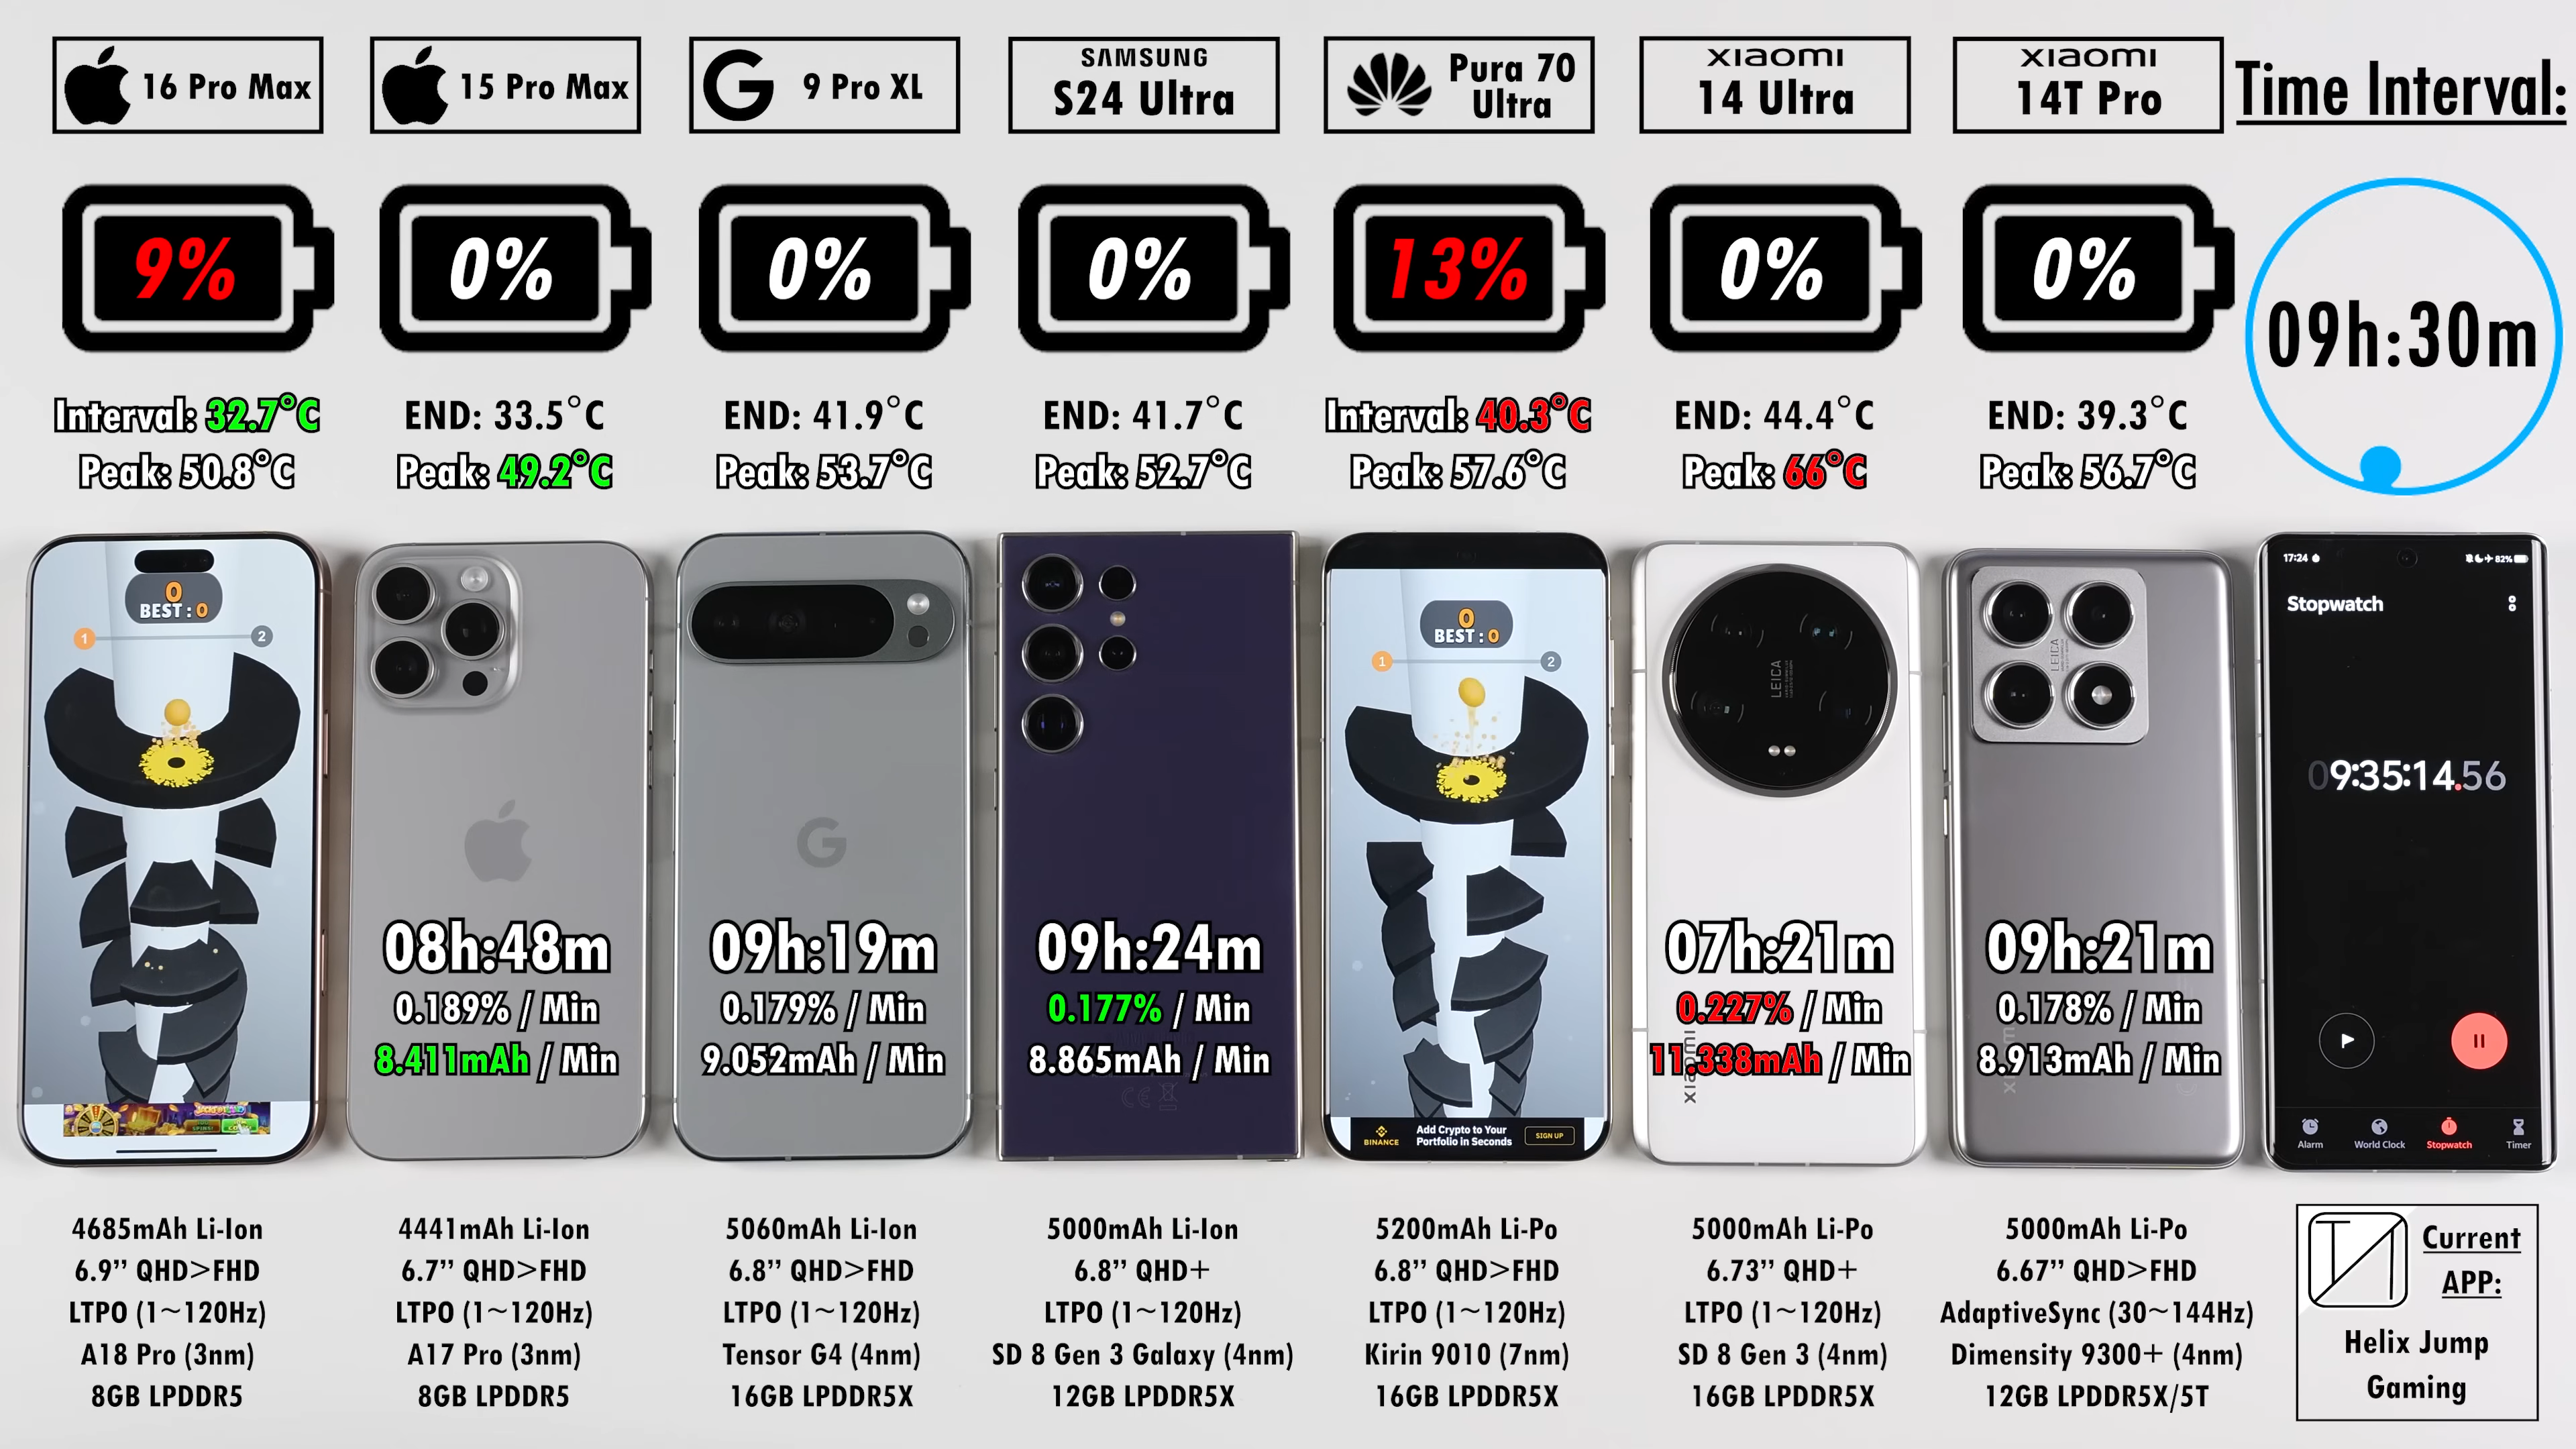 16 Pro Max
15 Pro Max
G 9 Pro XL
SAMSUNG
S24 Ultra
Pura 70
Ultra
xiaomi
14 Ultra
xiaomi
14T Pro
Time Interval:
9%
0%
0%
0%
13%
0%
0%
09h:30m
Interval: 32.7°C
Peak: 50.8°C
END: 33.5°C
Peak: 49.2°C
END: 41.9°C
Peak: 53.7°C
END: 41.7°C
Peak: 52.7°C
Interval: 40.3°C
Peak: 57.6°C
END: 44.4°C
Peak: 66°C
END: 39.3°C
Peak: 56.7°C
0
BEST : 0
1 2
08h:48m
0.189% / Min
8.411mAh / Min
G
09h:19m
0.179% / Min
9.052mAh / Min
09h:24m
0.177% / Min
8.865mAh / Min
0
BEST : 0
1 2
BINANCE
Add Crypto to Your
Portfolio in Seconds
SIGN UP
LEICA
07h:21m
0.227% / Min
11.338mAh / Min
xiaomi
LEICA
09h:21m
0.178% / Min
8.913mAh / Min
17:24
82%
Stopwatch
09:35:14.56
Alarm
World Clock
Stopwatch
Timer
4685mAh Li-Ion
6.9’’ QHD>FHD
LTPO (1~120Hz)
A18 Pro (3nm)
8GB LPDDR5
4441mAh Li-Ion
6.7’’ QHD>FHD
LTPO (1~120Hz)
A17 Pro (3nm)
8GB LPDDR5
5060mAh Li-Ion
6.8’’ QHD>FHD
LTPO (1~120Hz)
Tensor G4 (4nm)
16GB LPDDR5X
5000mAh Li-Ion
6.8’’ QHD+
LTPO (1~120Hz)
SD 8 Gen 3 Galaxy (4nm)
12GB LPDDR5X
5200mAh Li-Po
6.8’’ QHD>FHD
LTPO (1~120Hz)
Kirin 9010 (7nm)
16GB LPDDR5X
5000mAh Li-Po
6.73’’ QHD+
LTPO (1~120Hz)
SD 8 Gen 3 (4nm)
16GB LPDDR5X
5000mAh Li-Po
6.67’’ QHD>FHD
AdaptiveSync (30~144Hz)
Dimensity 9300+ (4nm)
12GB LPDDR5X/5T
Current
APP:
Helix Jump
Gaming